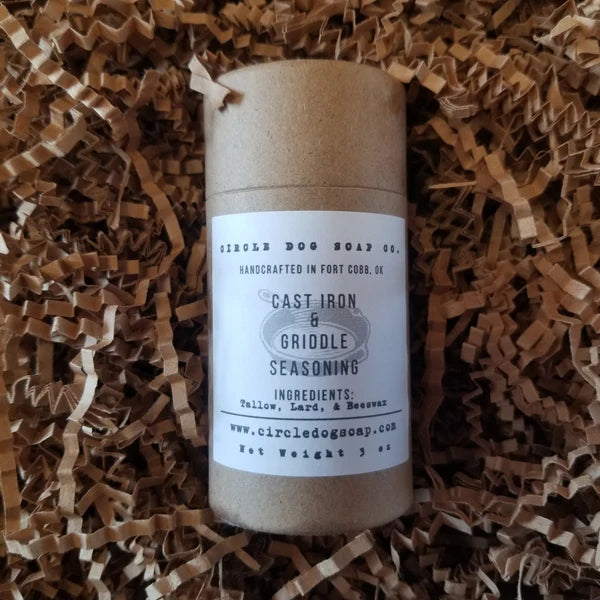 CIRCLE DOG SOAP CO.
HANDCRAFTED IN FORT COBB, OK
CAST IRON
&
GRIDDLE
SEASONING
INGREDIENTS:
Tallow, Lard, & Beeswax
www.circledogsoap.com
Net Weight 3 oz